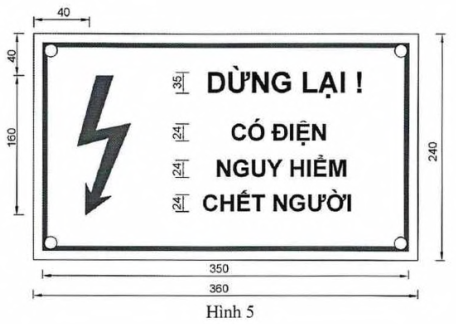 40
40
35
DỪNG LẠI !
160
24
CÓ ĐIỆN
240
24
NGUY HIỂM
24
CHẾT NGƯỜI
350
360
Hình 5